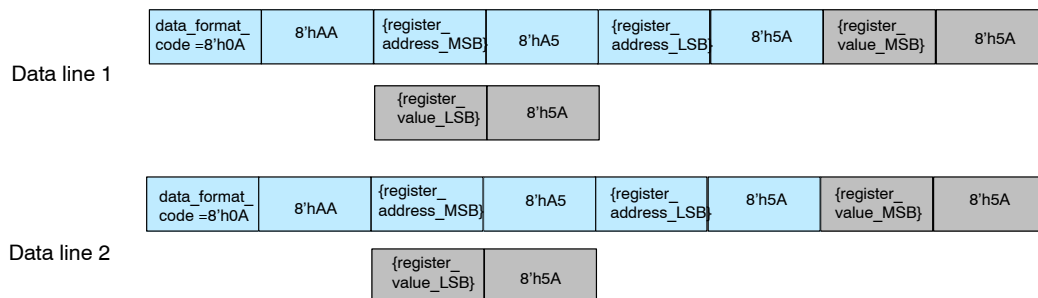 data_format_ 8'hAA {register_ 8'hA5 {register_ 8'h5A {register_ 8'h5A
code =8'h0A address_MSB} address_LSB} value_MSB}
Data line 1
{register_ 8'h5A
value_LSB}
data_format_ 8'hAA {register_ 8'hA5 {register_ 8'h5A {register_ 8'h5A
code =8'h0A address_MSB} address_LSB} value_MSB}
Data line 2
{register_ 8'h5A
value_LSB}